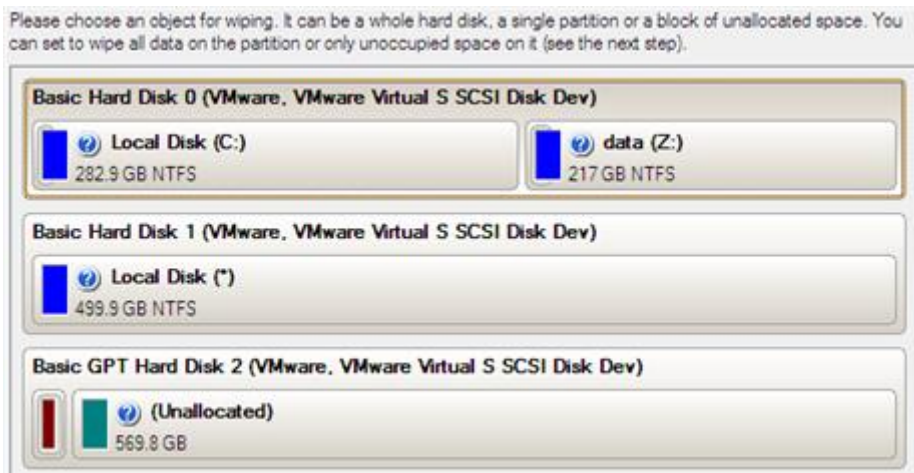 Please choose an object for wiping. It can be a whole hard disk, a single partition or a block of unallocated space. You
can set to wipe all data on the partition or only unoccupied space on it (see the next step).
Basic Hard Disk 0 (VMware, VMware Virtual S SCSI Disk Dev)
Local Disk (C:)
282.9 GB NTFS
data (Z:)
217 GB NTFS
Basic Hard Disk 1 (VMware, VMware Virtual S SCSI Disk Dev)
Local Disk (*)
499.9 GB NTFS
Basic GPT Hard Disk 2 (VMware, VMware Virtual S SCSI Disk Dev)
(Unallocated)
569.8 GB